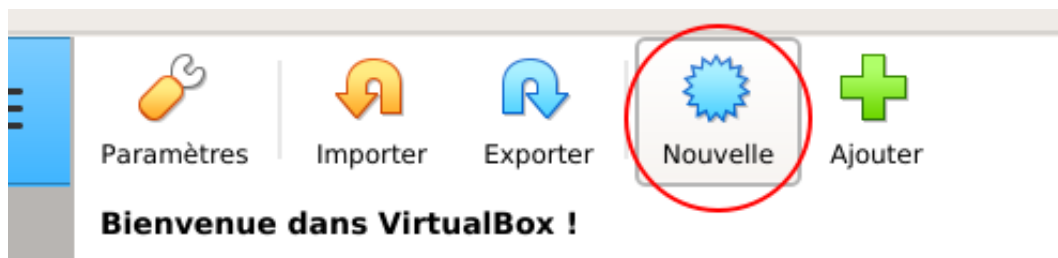 Paramètres Importer Exporter Nouvelle Ajouter
Bienvenue dans VirtualBox !